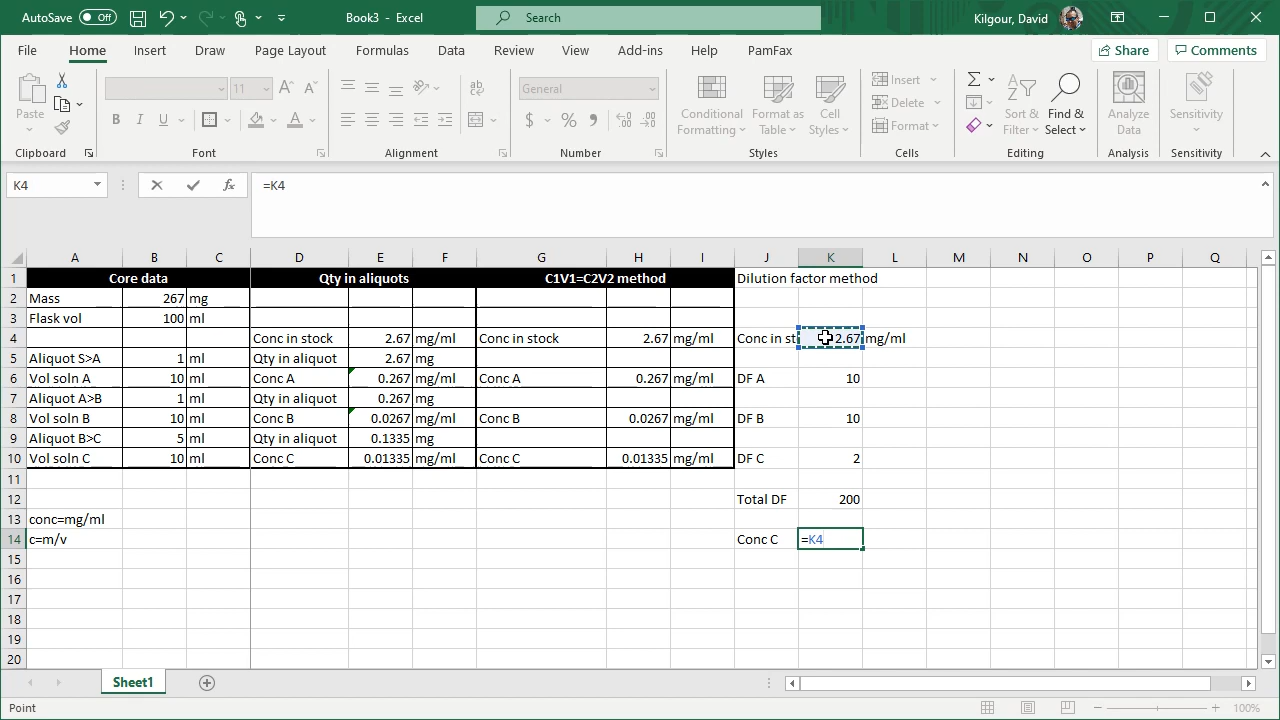 AutoSave Off Book3 - Excel Search Kilgour, David
File Home Insert Draw Page Layout Formulas Data Review View Add-ins Help PamFax Share Comments
Paste 11 General Conditional Formatting Format as Table Cell Styles Insert Delete Format Sort & Filter Find & Select Analyze Data Sensitivity
Clipboard Font Alignment Number Styles Cells Editing Analysis Sensitivity
K4 =K4
A B C D E F G H I J K L M N O P Q
1 Core data Qty in aliquots C1V1=C2V2 method Dilution factor method
2 Mass 267 mg
3 Flask vol 100 ml
4 Conc in stock 2.67 mg/ml Conc in stock 2.67 mg/ml Conc in st 2.67 mg/ml
5 Aliquot S>A 1 ml Qty in aliquot 2.67 mg
6 Vol soln A 10 ml Conc A 0.267 mg/ml Conc A 0.267 mg/ml DF A 10
7 Aliquot A>B 1 ml Qty in aliquot 0.267 mg
8 Vol soln B 10 ml Conc B 0.0267 mg/ml Conc B 0.0267 mg/ml DF B 10
9 Aliquot B>C 5 ml Qty in aliquot 0.1335 mg
10 Vol soln C 10 ml Conc C 0.01335 mg/ml Conc C 0.01335 mg/ml DF C 2
11
12 Total DF 200
13 conc=mg/ml
14 c=m/v Conc C =K4
15
16
17
18
19
20
Sheet1
Point 100%